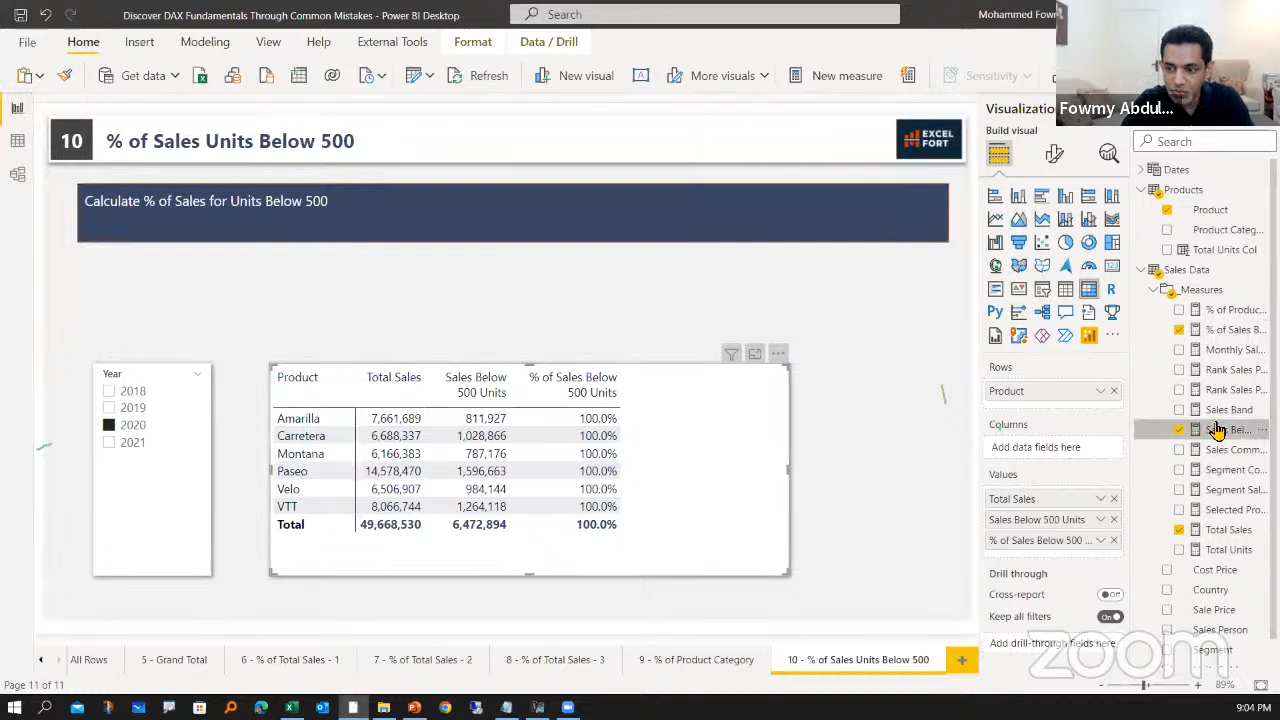 Discover DAX Fundamentals Through Common Mistakes - Power BI Desktop
Search
Mohammed Fow
File Home Insert Modeling View Help External Tools Format Data / Drill
Get data Refresh New visual More visuals New measure Sensitivity
Fowmy Abdul...
10 % of Sales Units Below 500
EXCEL
FORT
Calculate % of Sales for Units Below 500
Year
2018
2019
2020
2021
Product Total Sales Sales Below 500 Units % of Sales Below 500 Units
Amarilla 7,661,689 811,927 100.0%
Carretera 6,688,337 1,028,866 100.0%
Montana 6,166,383 787,176 100.0%
Paseo 14,578,470 1,596,663 100.0%
Velo 6,506,907 984,144 100.0%
VTT 8,066,744 1,264,118 100.0%
Total 49,668,530 6,472,894 100.0%
Visualization
Build visual
123
R
Py
Rows
Product
Columns
Add data fields here
Values
Total Sales
Sales Below 500 Units
% of Sales Below 500 ...
Drill through
Cross-report Off
Keep all filters On
Add drill-through fields here
Search
Dates
Products
Product
Product Categ...
Total Units Col
Sales Data
_Measures
% of Produc...
% of Sales B...
Monthly Sal...
Rank Sales P...
Rank Sales P...
Sales Band
Bel...
Sales Comm...
Segment Co...
Segment Sal...
Selected Pro...
Total Sales
Total Units
Cost Price
Country
Sale Price
Sales Person
Segment
zoom
All Rows 5 - Grand Total 6 - % of Total Sales - 1 7 - % of Total Sales - 2 % of Total Sales - 3 9 - % of Product Category 10 - % of Sales Units Below 500
Page 11 of 11
89%
9:04 PM